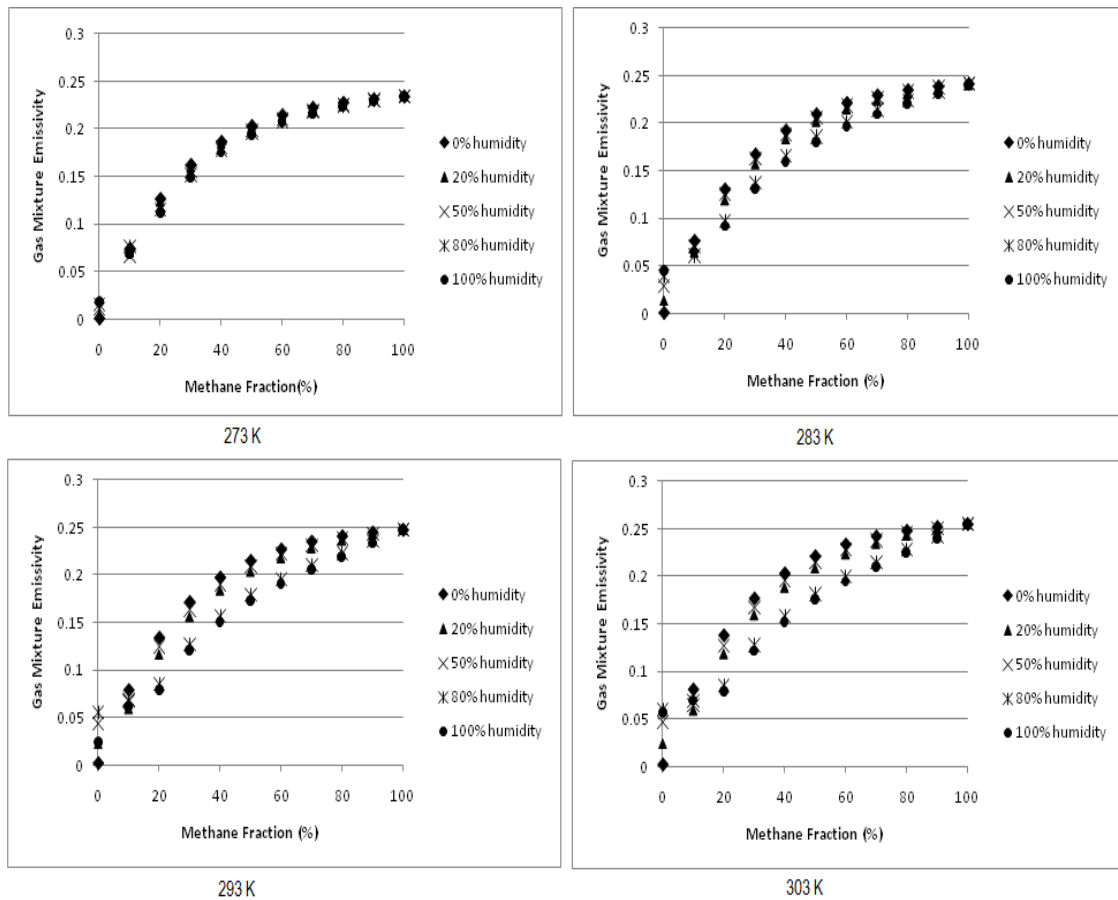 0.3
0.25
0.2
0.15
0.1
0.05
0
Gas Mixture Emissivity
0 20 40 60 80 100
Methane Fraction(%)
0% humidity
20% humidity
50% humidity
80% humidity
100% humidity
273 K
0.3
0.25
0.2
0.15
0.1
0.05
0
Gas Mixture Emissivity
0 20 40 60 80 100
Methane Fraction (%)
0% humidity
20% humidity
50% humidity
80% humidity
100% humidity
283 K
0.3
0.25
0.2
0.15
0.1
0.05
0
Gas Mixture Emissivity
0 20 40 60 80 100
Methane Fraction (%)
0% humidity
20% humidity
50% humidity
80% humidity
100% humidity
293 K
0.3
0.25
0.2
0.15
0.1
0.05
0
Gas Mixture Emissivity
0 20 40 60 80 100
Methane Fraction (%)
0% humidity
20% humidity
50% humidity
80% humidity
100% humidity
303 K